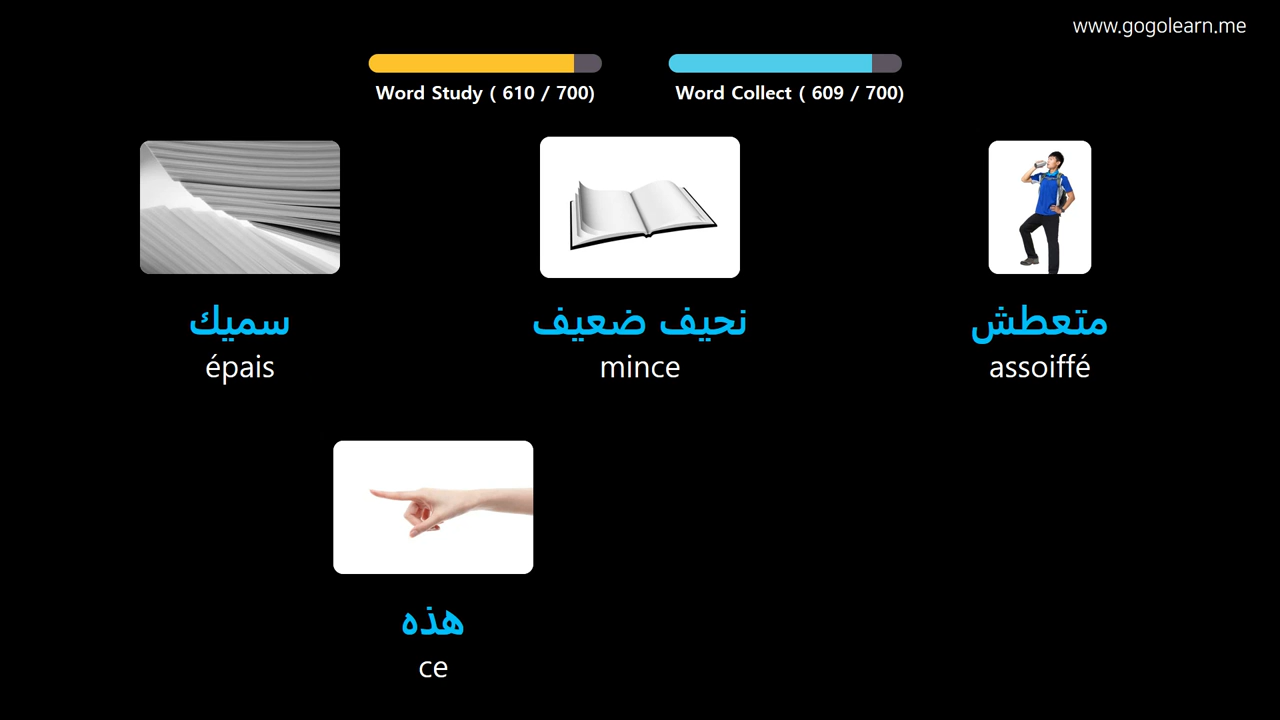 www.gogolearn.me
Word Study ( 610 / 700)
Word Collect ( 609 / 700)
سميك
épais
نحيف ضعيف
mince
متعطش
assoiffé
هذه
ce